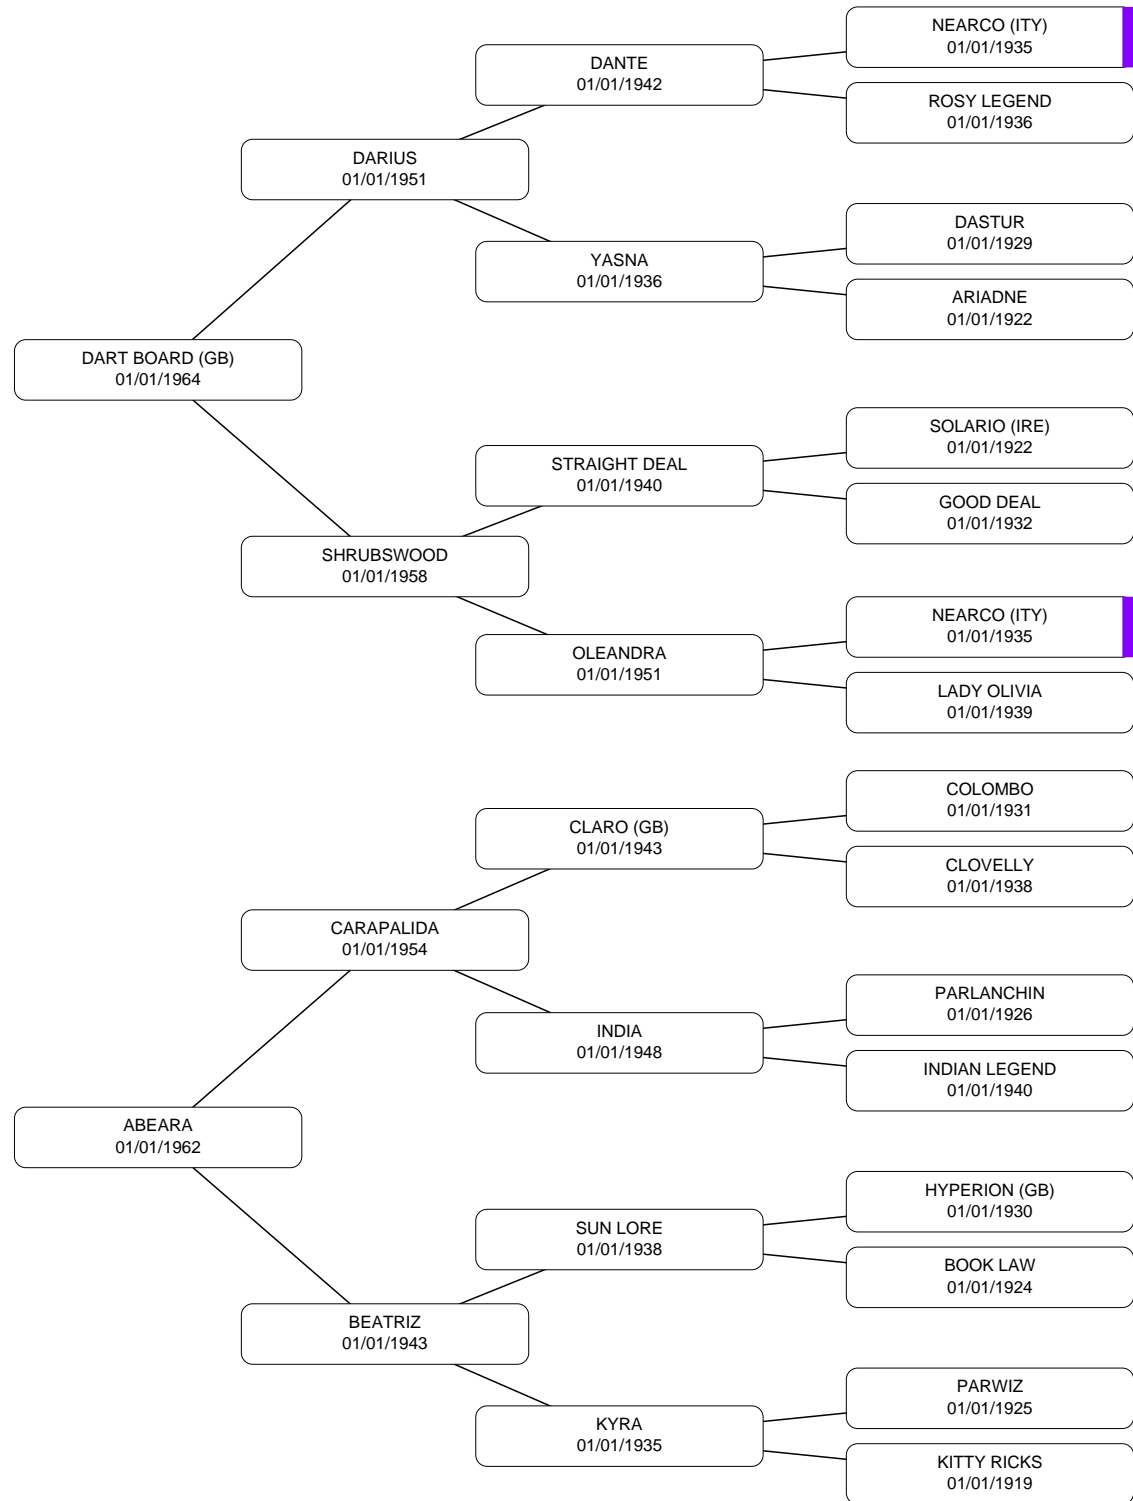 NEARCO (ITY)
01/01/1935
DANTE
01/01/1942
ROSY LEGEND
01/01/1936
DARIUS
01/01/1951
DASTUR
01/01/1929
YASNA
01/01/1936
ARIADNE
01/01/1922
DART BOARD (GB)
01/01/1964
SOLARIO (IRE)
01/01/1922
STRAIGHT DEAL
01/01/1940
GOOD DEAL
01/01/1932
SHRUBSWOOD
01/01/1958
NEARCO (ITY)
01/01/1935
OLEANDRA
01/01/1951
LADY OLIVIA
01/01/1939
COLOMBO
01/01/1931
CLARO (GB)
01/01/1943
CLOVELLY
01/01/1938
CARAPALIDA
01/01/1954
PARLANCHIN
01/01/1926
INDIA
01/01/1948
INDIAN LEGEND
01/01/1940
ABEARA
01/01/1962
HYPERION (GB)
01/01/1930
SUN LORE
01/01/1938
BOOK LAW
01/01/1924
BEATRIZ
01/01/1943
PARWIZ
01/01/1925
KYRA
01/01/1935
KITTY RICKS
01/01/1919